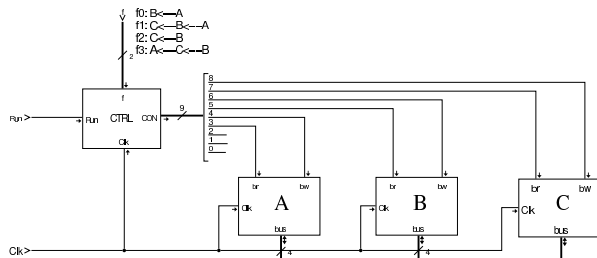 f
f0: B<—A
f1: C<—B<--A
f2: C<—B
f3: A<—C<--B
2
8
7
6
5
4
3
2
1
0
f
Run>
Run
CTRL
CON
9
Clk
br
bw
A
Clk
bus
4
br
bw
B
Clk
bus
4
br
bw
C
Clk
bus
Clk>